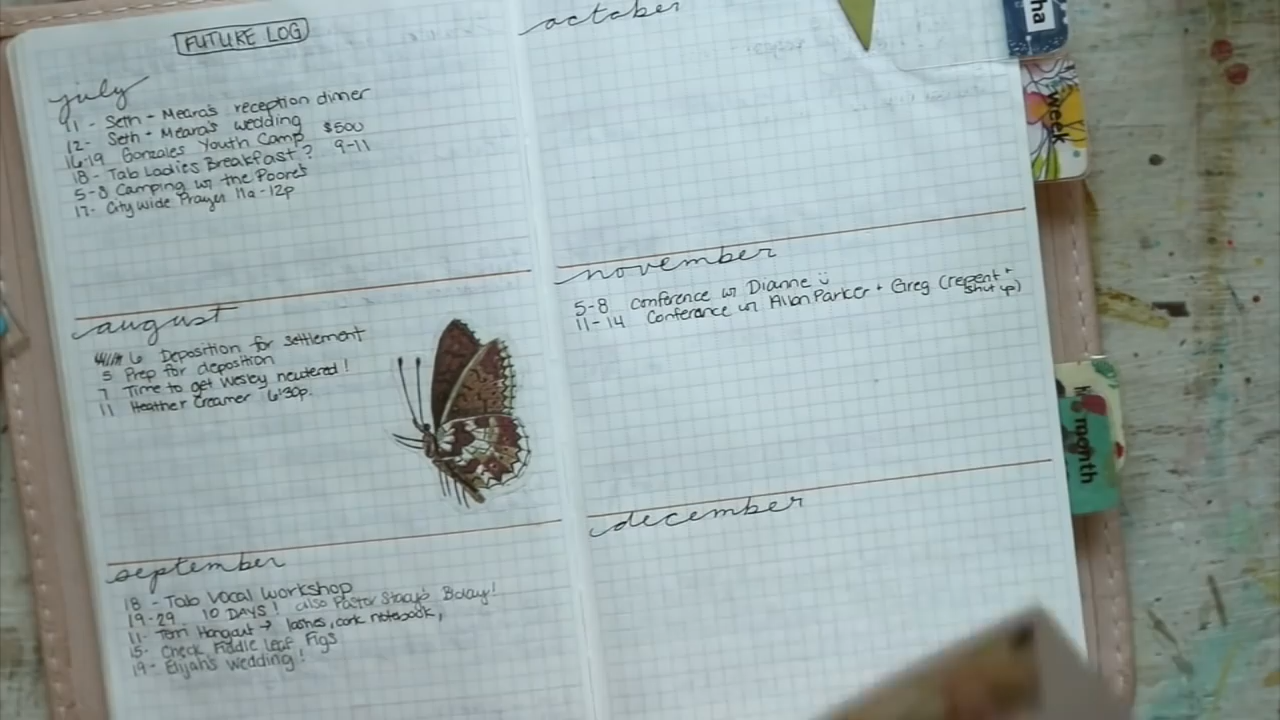 FUTURE LOG
july
11 - Seth + Meara's reception dinner
12- Seth + Meara's wedding
16-19 Gonzales Youth Camp $500
18 - Tab Ladies Breakfast? 9-11
5-8 Camping w/ the Poore's
17- City wide Prayer 11a-12p
august
6 Deposition for settlement
5 Prep for deposition
7 Time to get Wesley neutered!
11 Heather Creamer 6:30p.
september
18 - Tab Vocal Workshop
19-29 10 DAYS! also Pastor Stacy's Bday!
11- Terri Hangout → lashes, cork notebook,
15- Check Fiddle Leaf Figs
19- Elijah's wedding!
october
november
5-8 Conference w/ Dianne
11-14 Conference w/ Allan Parker + Greg (repent + shut up)
december
ha
week
month